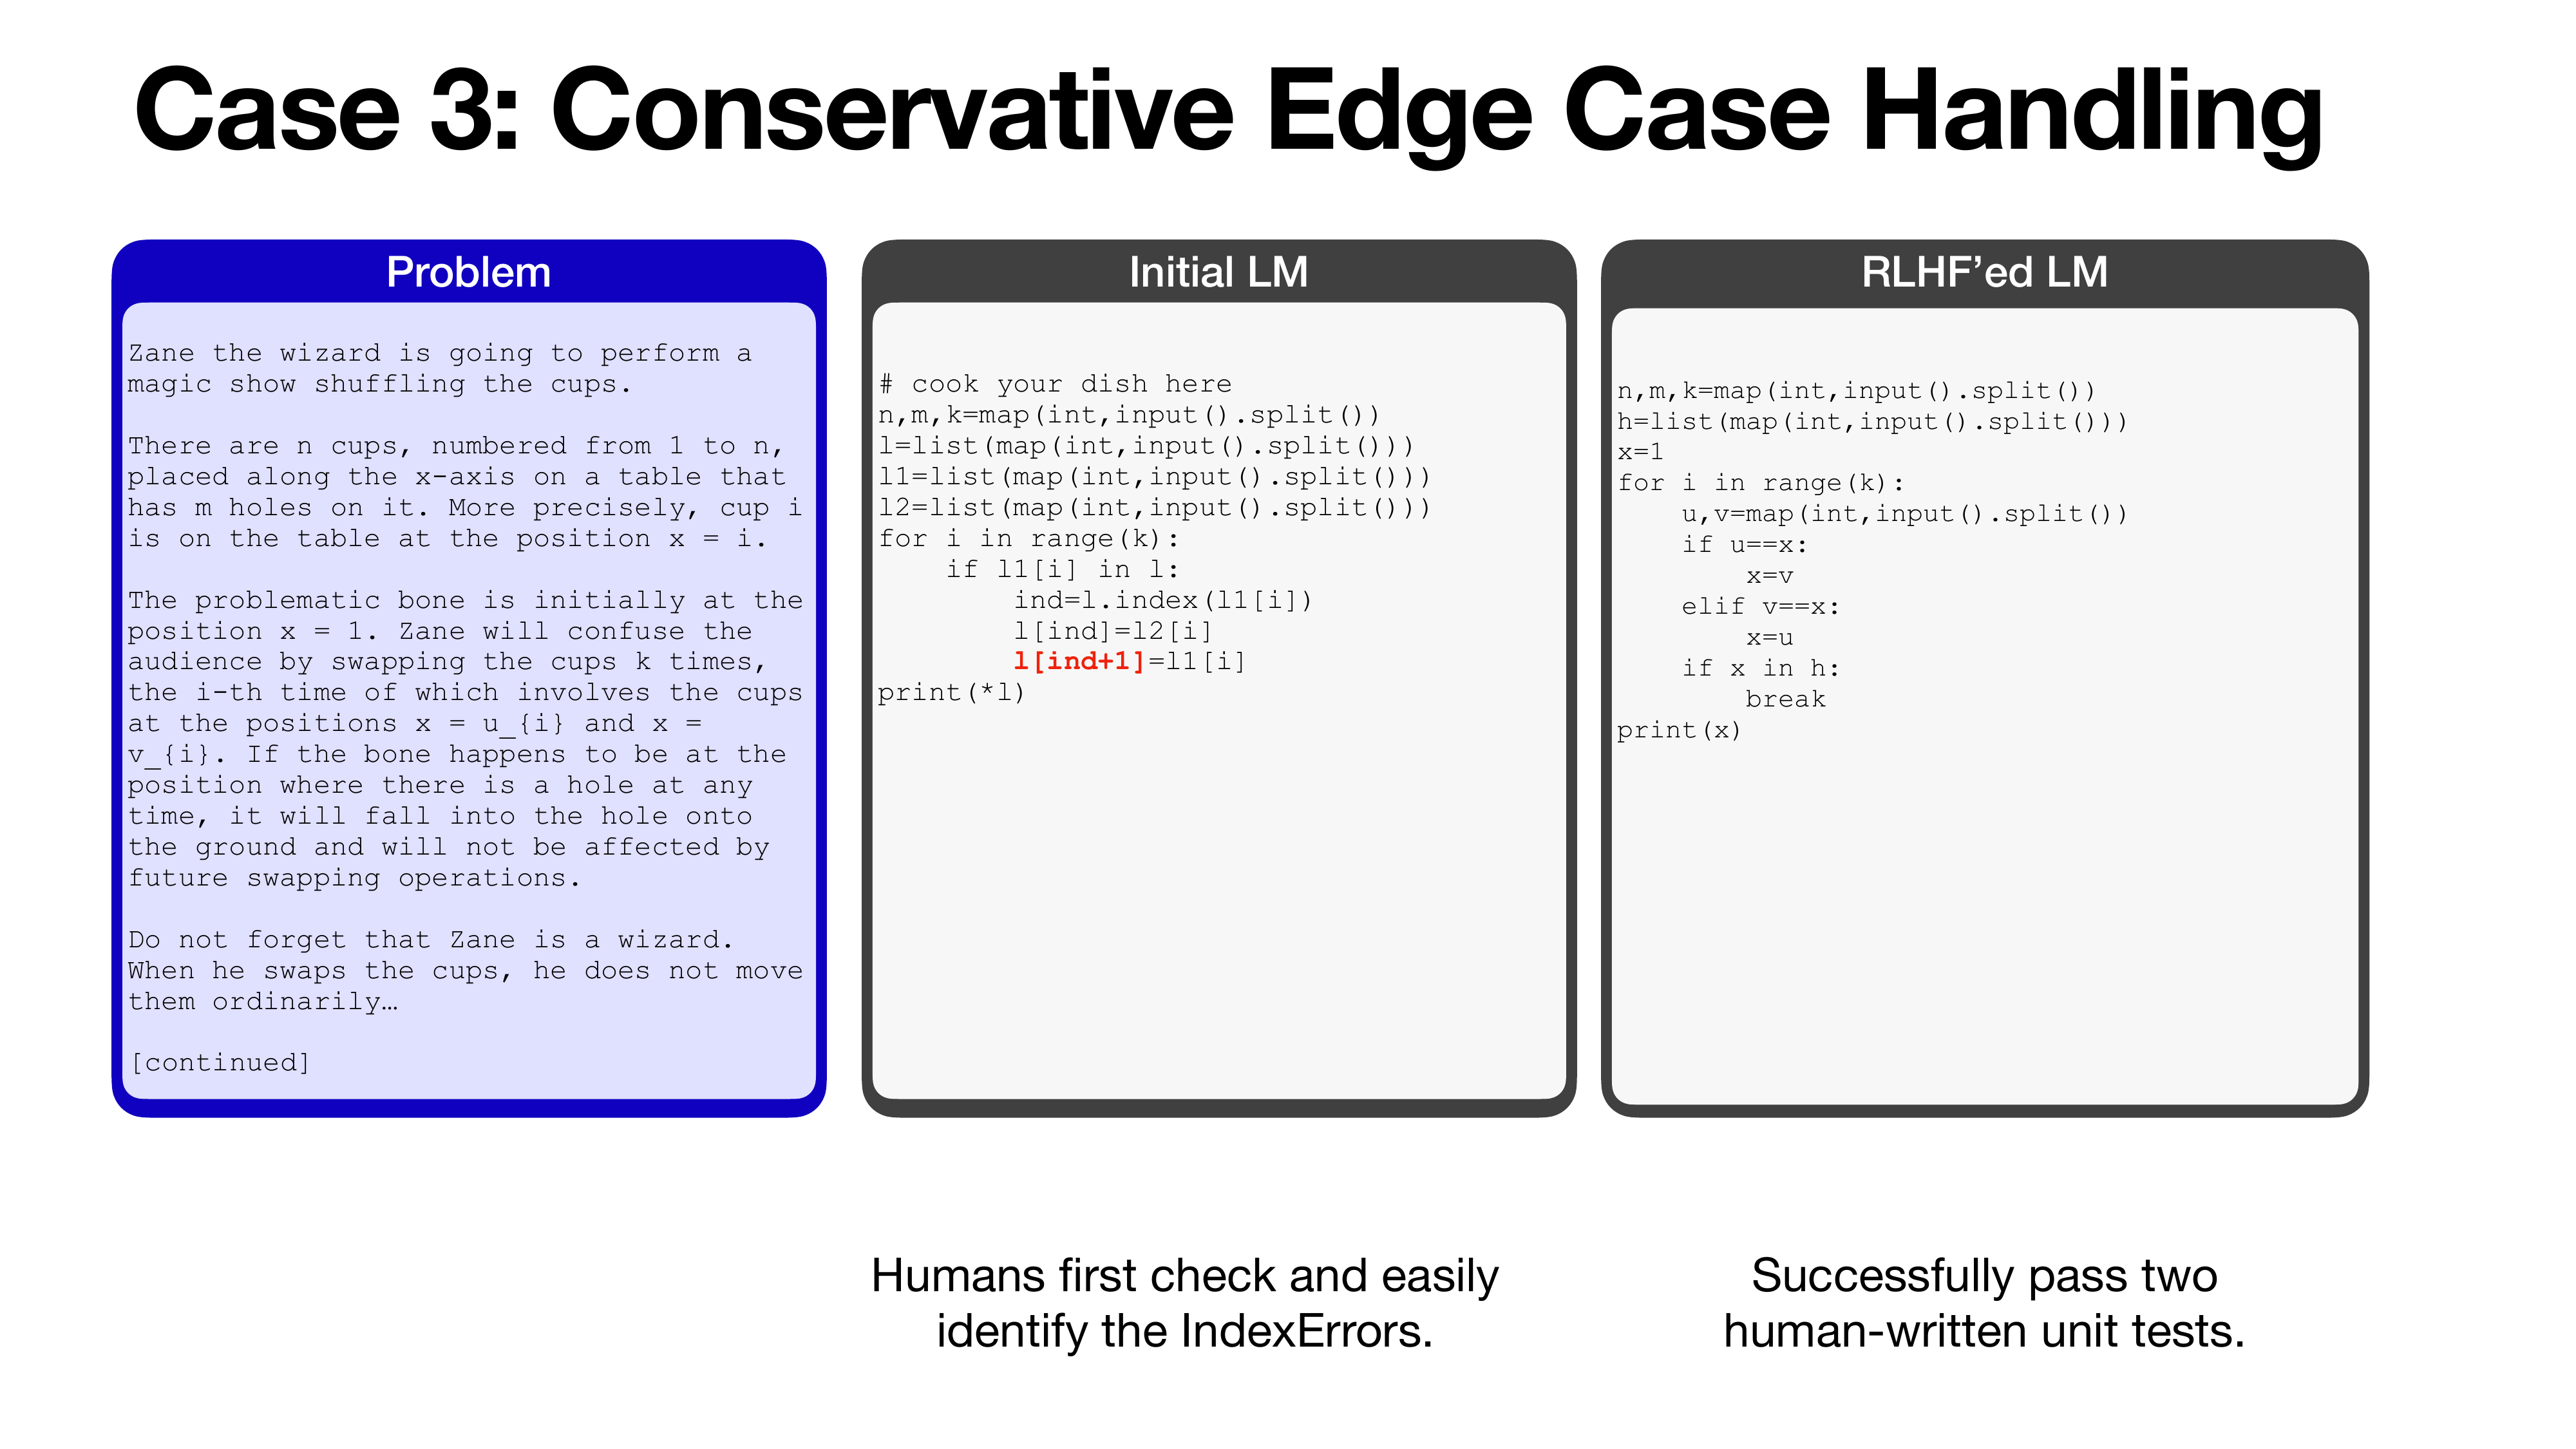 Case 3: Conservative Edge Case Handling
Problem
Zane the wizard is going to perform a
magic show shuffling the cups.
There are n cups, numbered from 1 to n,
placed along the x-axis on a table that
has m holes on it. More precisely, cup i
is on the table at the position x = i.
The problematic bone is initially at the
position x = 1. Zane will confuse the
audience by swapping the cups k times,
the i-th time of which involves the cups
at the positions x = u_{i} and x =
v_{i}. If the bone happens to be at the
position where there is a hole at any
time, it will fall into the hole onto
the ground and will not be affected by
future swapping operations.
Do not forget that Zane is a wizard.
When he swaps the cups, he does not move
them ordinarily…
[continued]
Initial LM
# cook your dish here
n,m,k=map(int,input().split())
l=list(map(int,input().split()))
l1=list(map(int,input().split()))
l2=list(map(int,input().split()))
for i in range(k):
    if l1[i] in l:
        ind=l.index(l1[i])
        l[ind]=l2[i]
        l[ind+1]=l1[i]
print(*l)
Humans first check and easily
identify the IndexErrors.
RLHF’ed LM
n,m,k=map(int,input().split())
h=list(map(int,input().split()))
x=1
for i in range(k):
    u,v=map(int,input().split())
    if u==x:
        x=v
    elif v==x:
        x=u
    if x in h:
        break
print(x)
Successfully pass two
human-written unit tests.